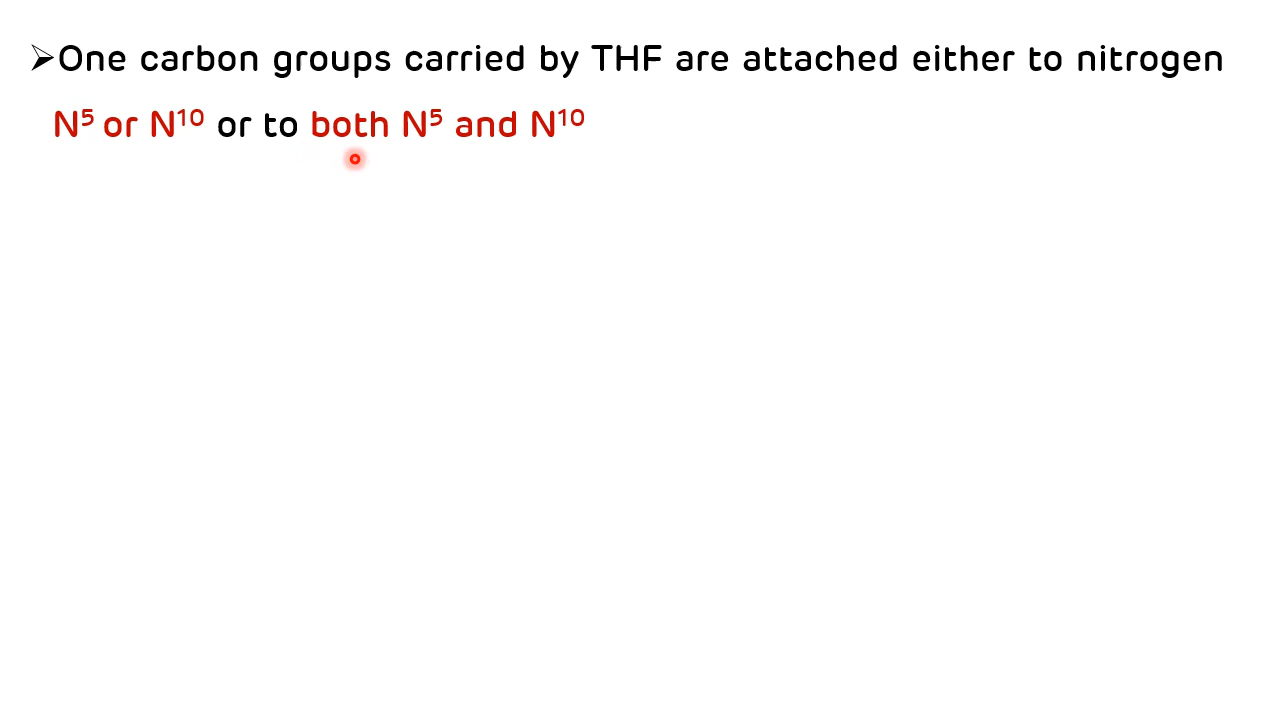 ➢One carbon groups carried by THF are attached either to nitrogen
N⁵ or N¹⁰ or to both N⁵ and N¹⁰